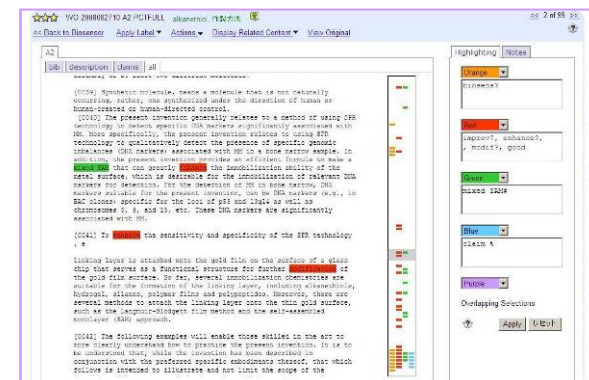 WO 2008082710 A2 PCTFULL alkanethiol, 作製方法
<< 2 of 95 >>
<< Back to Biosensor Apply Label Actions Display Related Content View Original
A2
bib description claims all
[0039] Synthetic molecule, means a molecule that is not naturally
occurring, rather, one synthesized under the direction of human or
human-created or human-directed control.
[0040] The present invention generally relates to a method of using SPR
technology to detect specific DNA markers significantly associated with
MM. More specifically, the present invention relates to using SPR
technology to qualitatively detect the presence of specific genomic
imbalances (DNA markers) associated with MM in a bone marrow sample. In
addition, the present invention provides an efficient formula to make a
mixed SAM that can greatly enhance the immobilization ability of the
metal surface, which is desirable for the immobilization of relevant DNA
markers for detection. For the detection of MM in bone marrow, DNA
markers suitable for the present invention, can be DNA markers (e.g., in
BAC clones) specific for the loci of p53 and 13q14 as well as
chromosomes 6, 9, and 15, etc. These DNA markers are significantly
associated with MM.
[0041] To enhance the sensitivity and specificity of the SPR technology
, a
linking layer is attached onto the gold film on the surface of a glass
chip that serves as a functional structure for further modification of
the gold film surface. So far, several immobilization chemistries are
suitable for the formation of the linking layer, including alkanethiols,
hydrogel, silanes, polymer films and polypeptides. Moreover, there are
several methods to attach the linking layer onto the thin gold surface,
such as the Langmuir-Blodgett film method and the self-assembled
monolayer (SAM) approach.
[0042] The following examples will enable those skilled in the art to
more clearly understand how to practice the present invention. It is to
be understood that, while the invention has been described in
conjunction with the preferred specific embodiments thereof, that which
follows is intended to illustrate and not limit the scope of the
Highlighting Notes
Orange
biosens?
Red
improv?, enhance?,
, modif?, good
Green
mixed SAM#
Blue
claim %
Purple
Overlapping Selections
Apply リセット